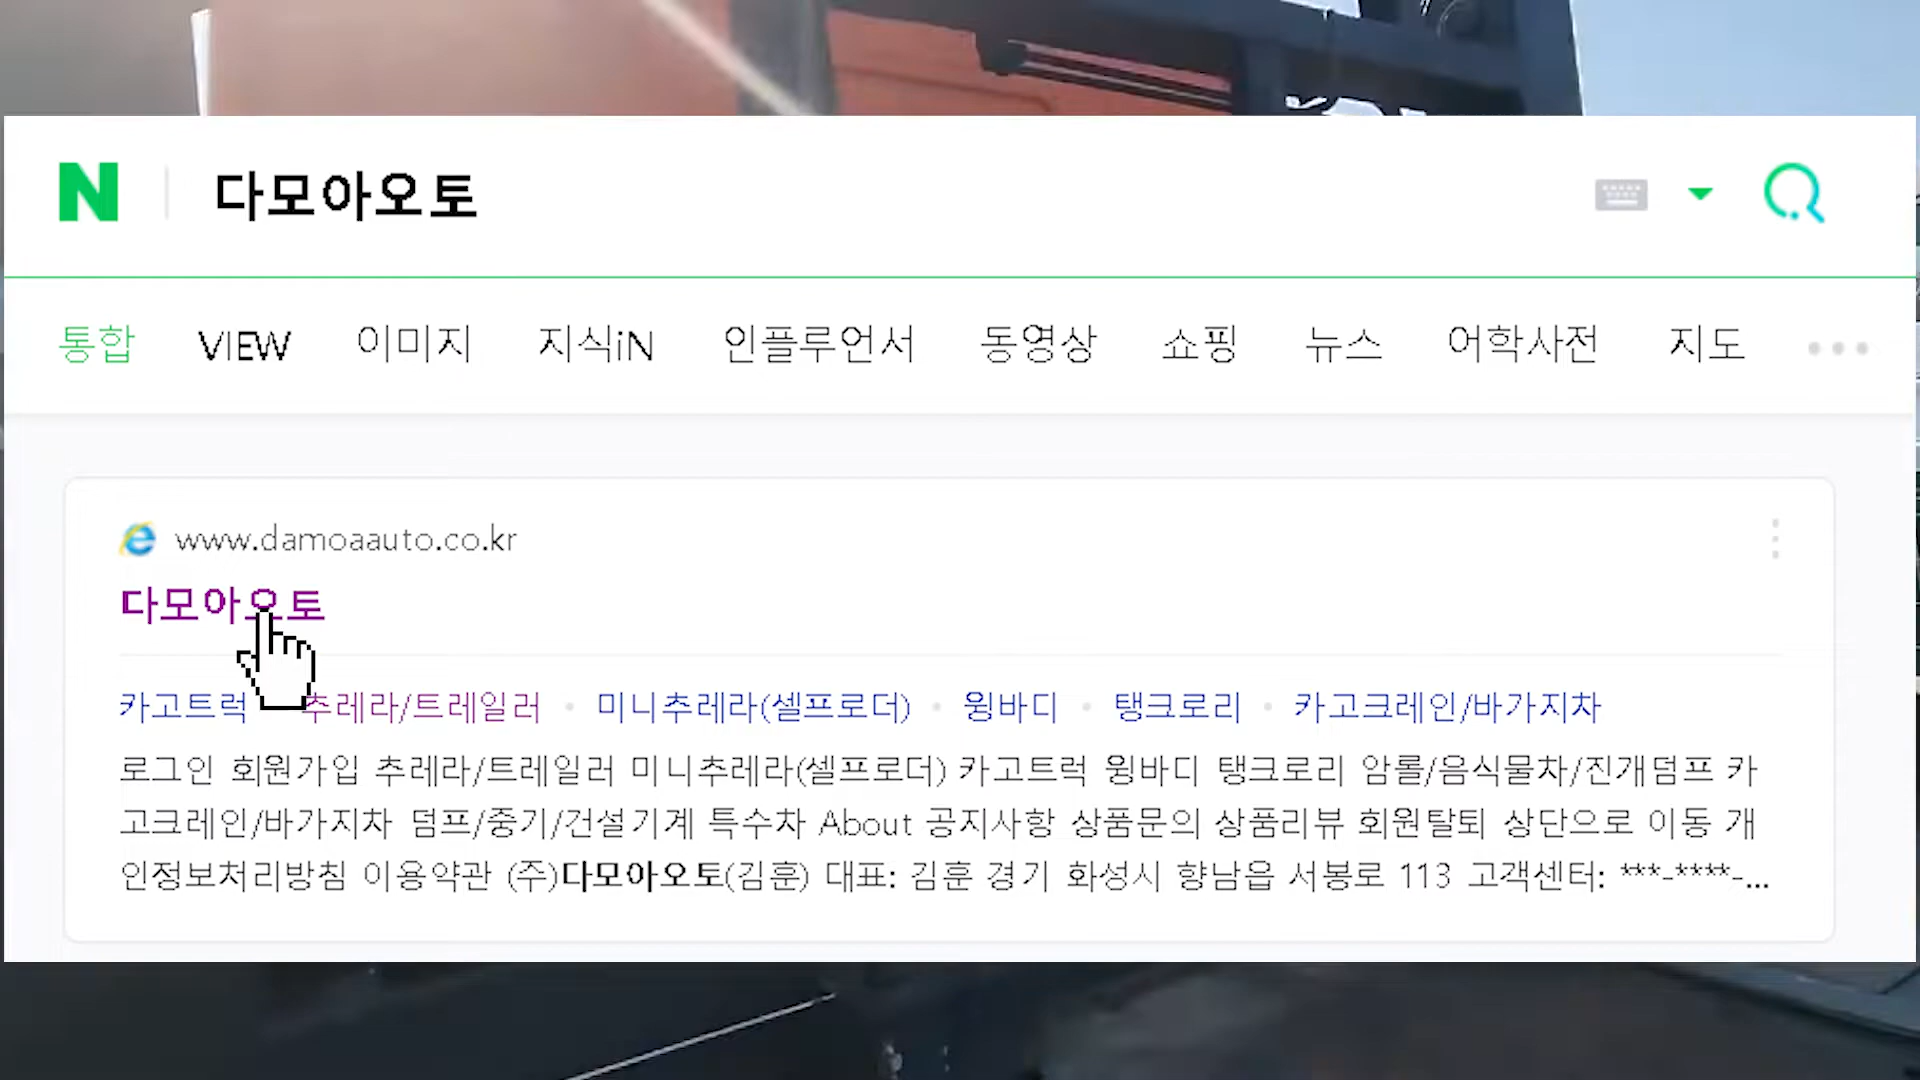 N 다모아오토
통합 VIEW 이미지 지식iN 인플루언서 동영상 쇼핑 뉴스 어학사전 지도
www.damoaauto.co.kr
다모아오토
카고트럭 추레라/트레일러 · 미니추레라(셀프로더) · 윙바디 · 탱크로리 · 카고크레인/바가지차
로그인 회원가입 추레라/트레일러 미니추레라(셀프로더) 카고트럭 윙바디 탱크로리 암롤/음식물차/진개덤프 카
고크레인/바가지차 덤프/중기/건설기계 특수차 About 공지사항 상품문의 상품리뷰 회원탈퇴 상단으로 이동 개
인정보처리방침 이용약관 (주)다모아오토(김훈) 대표: 김훈 경기 화성시 향남읍 서봉로 113 고객센터: ***-****-...